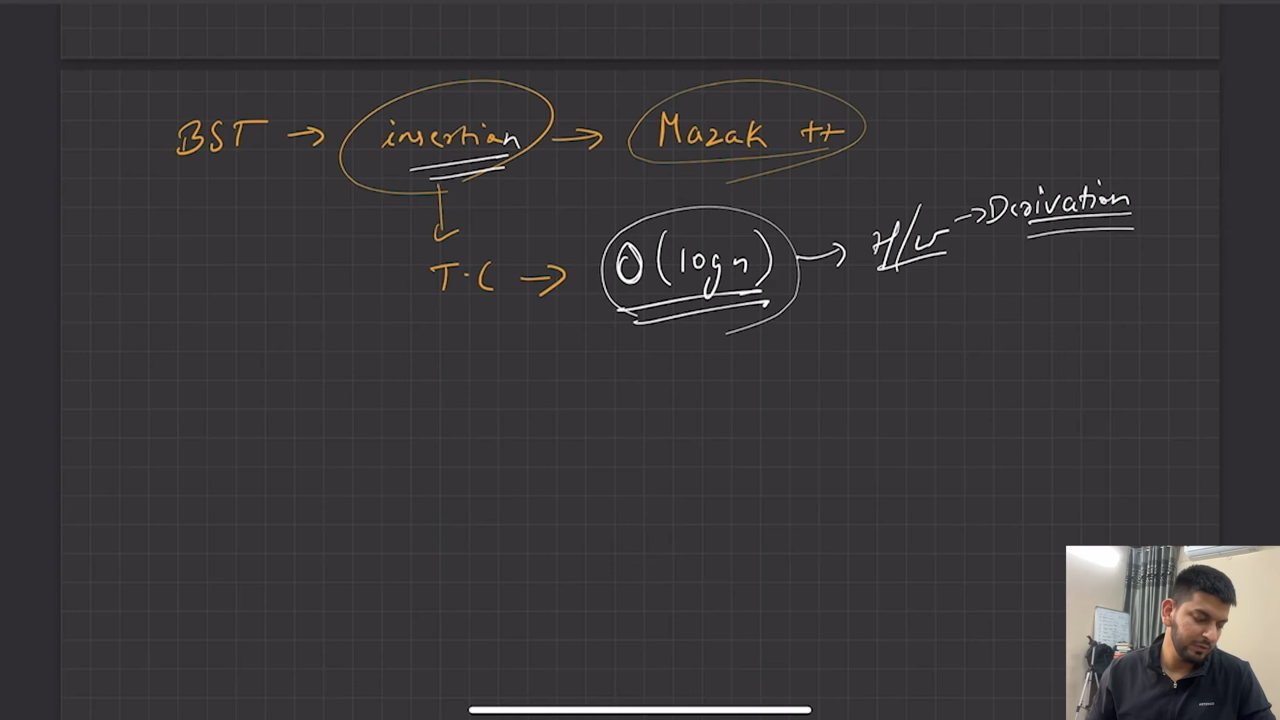 BST → insertion → Mazak ++
→ Derivation
T.C → O(log n) → H/w